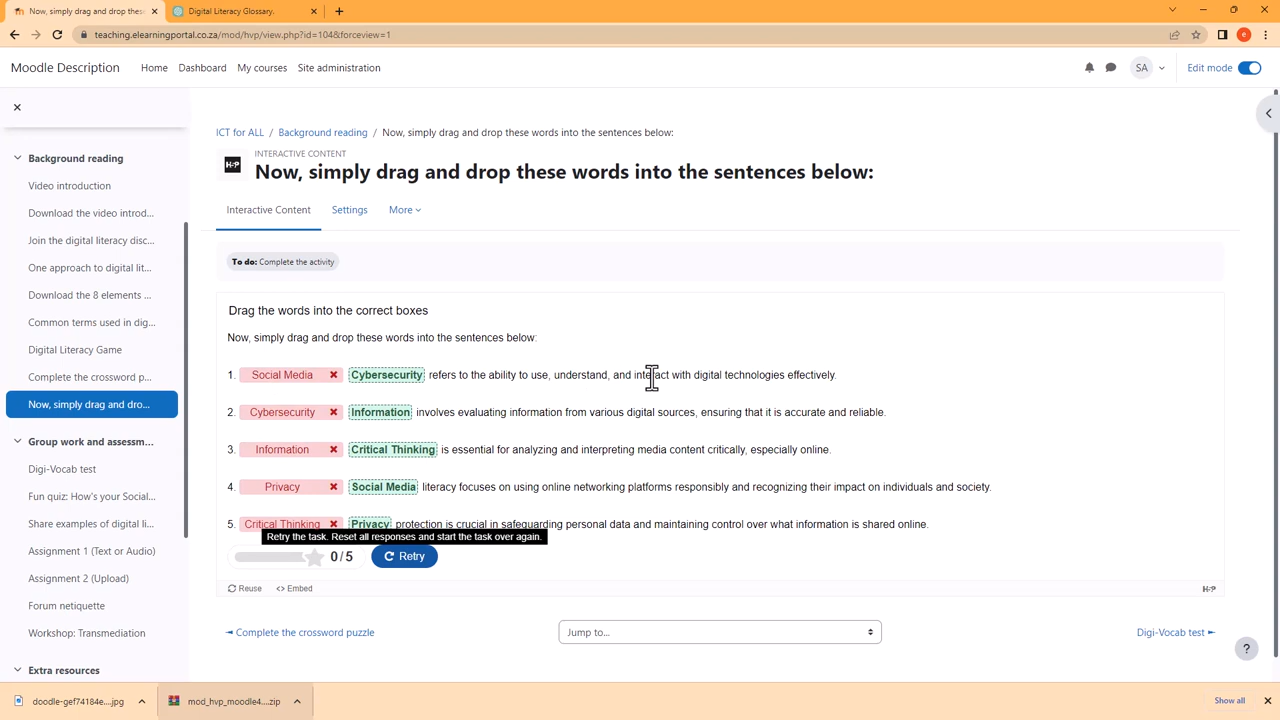 Now, simply drag and drop these
Digital Literacy Glossary.
teaching.elearningportal.co.za/mod/hvp/view.php?id=104&forceview=1
e
Moodle Description
Home
Dashboard
My courses
Site administration
SA
Edit mode
Background reading
Video introduction
Download the video introd...
Join the digital literacy disc...
One approach to digital lit...
Download the 8 elements ...
Common terms used in dig...
Digital Literacy Game
Complete the crossword p...
Now, simply drag and dro...
Group work and assessm...
Digi-Vocab test
Fun quiz: How's your Social...
Share examples of digital li...
Assignment 1 (Text or Audio)
Assignment 2 (Upload)
Forum netiquette
Workshop: Transmediation
Extra resources
ICT for ALL / Background reading / Now, simply drag and drop these words into the sentences below:
H-P
INTERACTIVE CONTENT
Now, simply drag and drop these words into the sentences below:
Interactive Content
Settings
More
To do: Complete the activity
Drag the words into the correct boxes
Now, simply drag and drop these words into the sentences below:
1. Social Media Cybersecurity refers to the ability to use, understand, and interact with digital technologies effectively.
2. Cybersecurity Information involves evaluating information from various digital sources, ensuring that it is accurate and reliable.
3. Information Critical Thinking is essential for analyzing and interpreting media content critically, especially online.
4. Privacy Social Media literacy focuses on using online networking platforms responsibly and recognizing their impact on individuals and society.
5. Critical Thinking Privacy protection is crucial in safeguarding personal data and maintaining control over what information is shared online.
Retry the task. Reset all responses and start the task over again.
0/5
Retry
Reuse
<> Embed
H-P
◄ Complete the crossword puzzle
Jump to...
Digi-Vocab test ►
?
doodle-gef74184e....jpg
mod_hvp_moodle4....zip
Show all